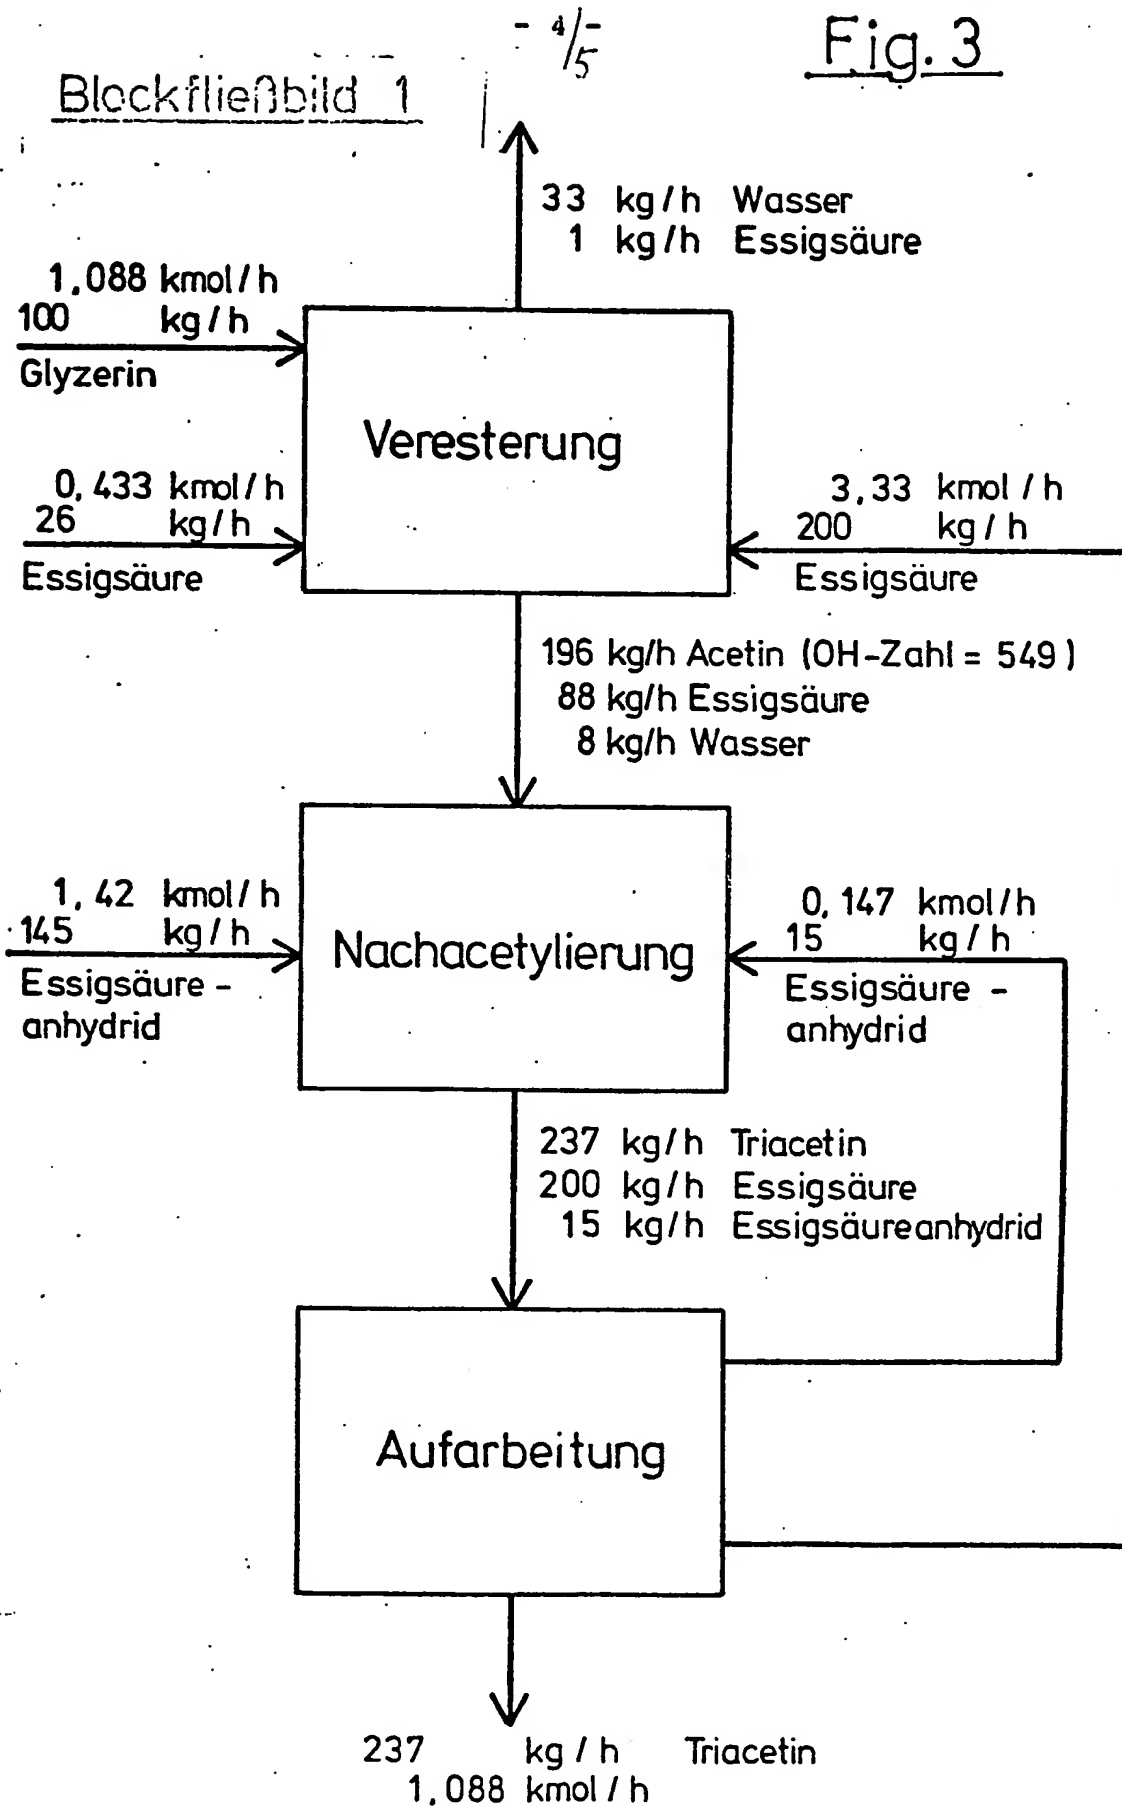 - 4/5 -
Fig. 3
Blockfließbild 1
33 kg/h Wasser
1 kg/h Essigsäure
1,088 kmol/h
100 kg/h
Glyzerin
Veresterung
0,433 kmol/h
26 kg/h
Essigsäure
3,33 kmol/h
200 kg/h
Essigsäure
196 kg/h Acetin (OH-Zahl = 549)
88 kg/h Essigsäure
8 kg/h Wasser
1,42 kmol/h
145 kg/h
Essigsäure-
anhydrid
Nachacetylierung
0,147 kmol/h
15 kg/h
Essigsäure-
anhydrid
237 kg/h Triacetin
200 kg/h Essigsäure
15 kg/h Essigsäureanhydrid
Aufarbeitung
237 kg/h Triacetin
1,088 kmol/h